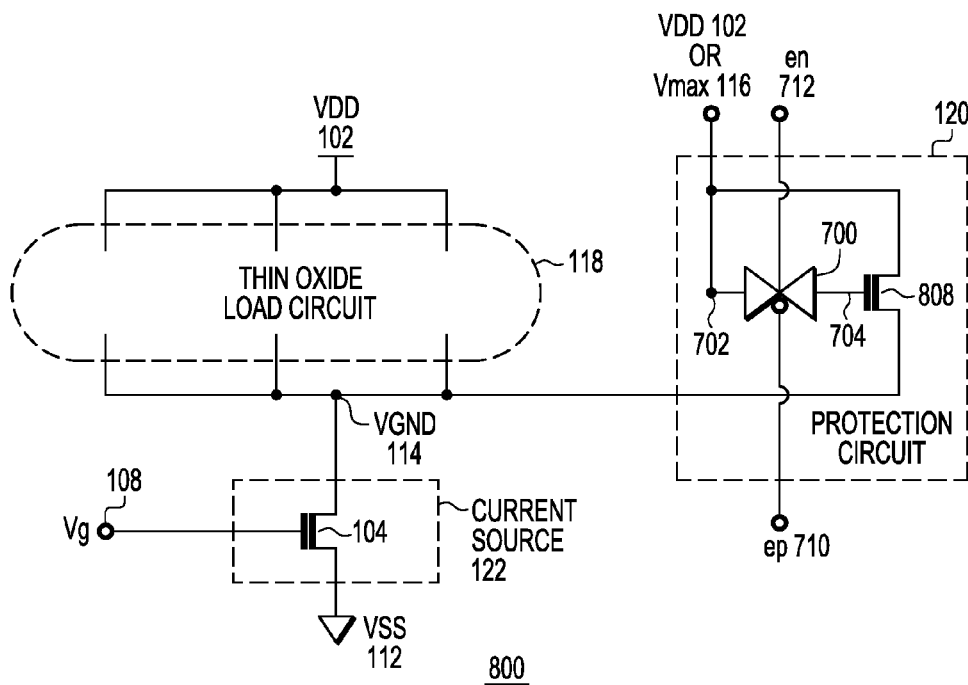 VDD 102
OR
Vmax 116
en
712
VDD
102
120
700
THIN OXIDE
LOAD CIRCUIT
118
808
702
704
VGND
114
PROTECTION
CIRCUIT
108
Vg
104
CURRENT
SOURCE
122
ep 710
VSS
112
800